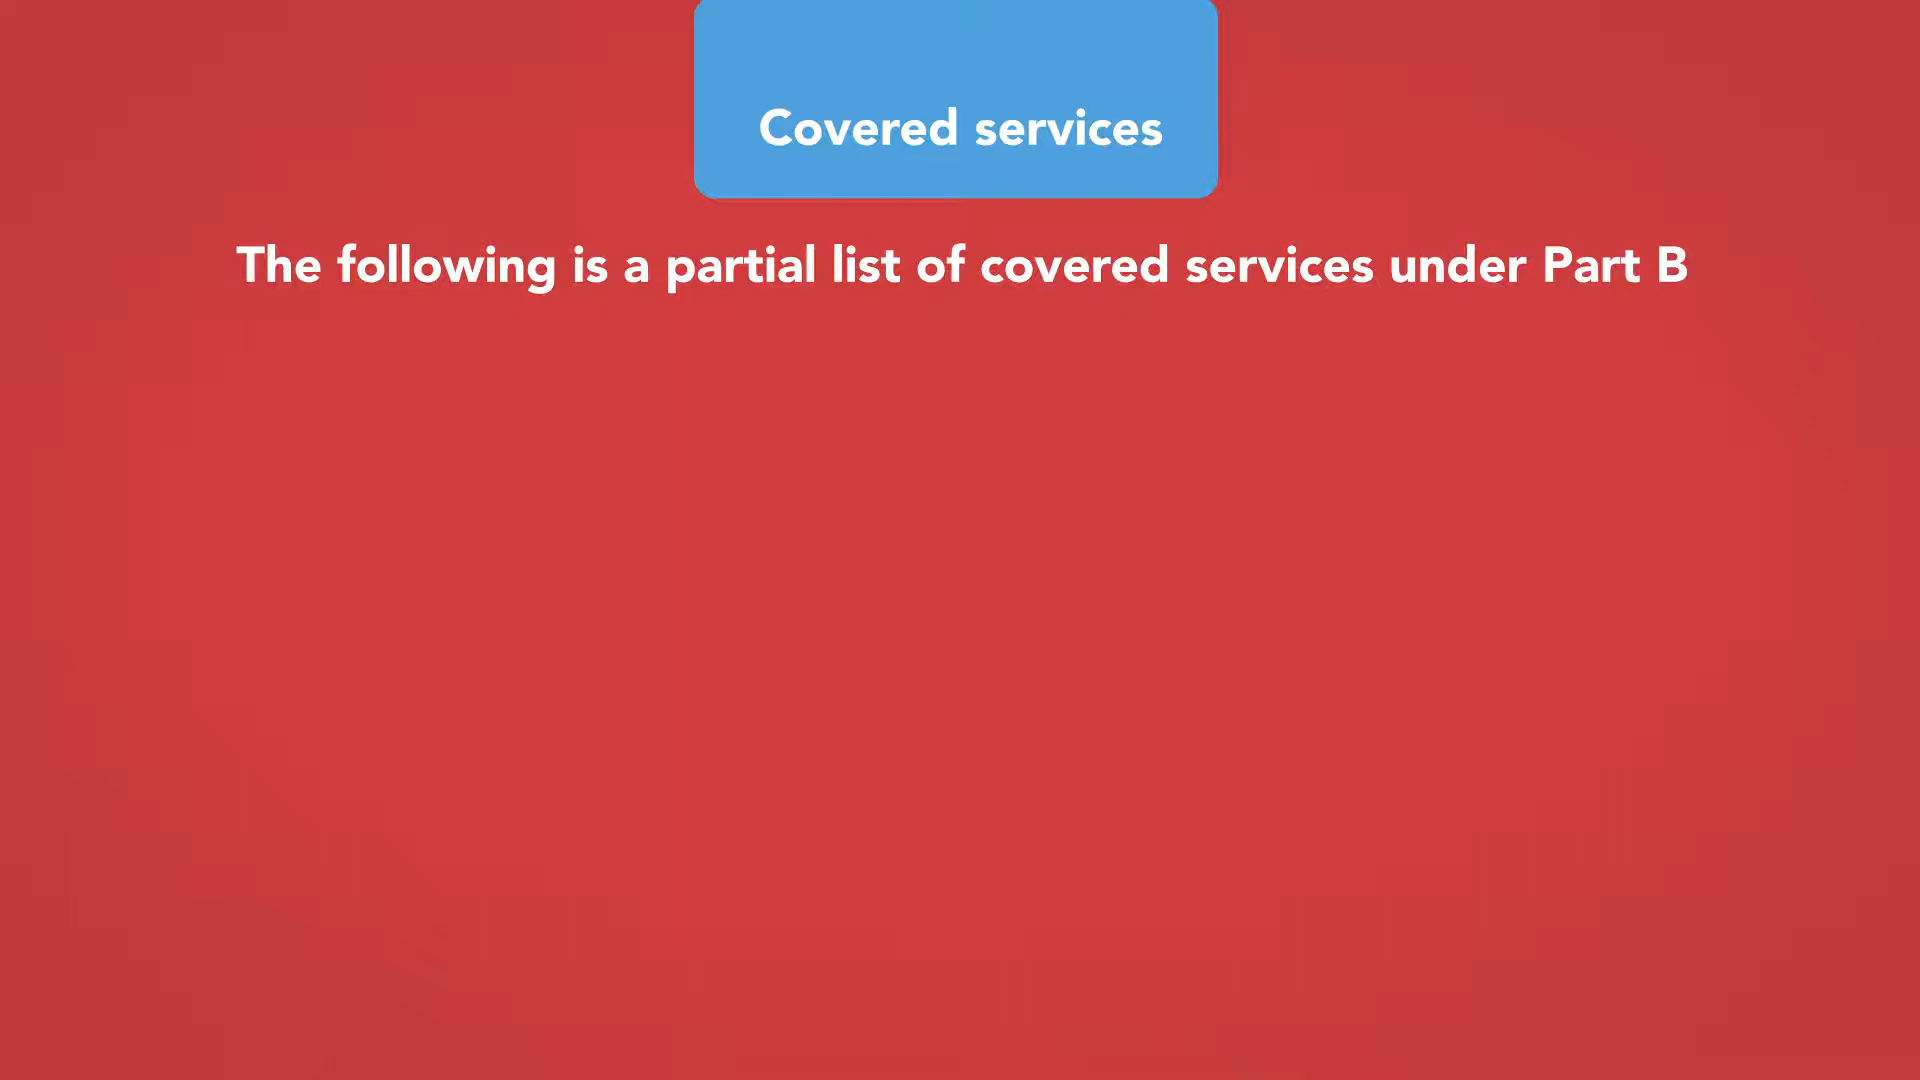 Covered services
The following is a partial list of covered services under Part B